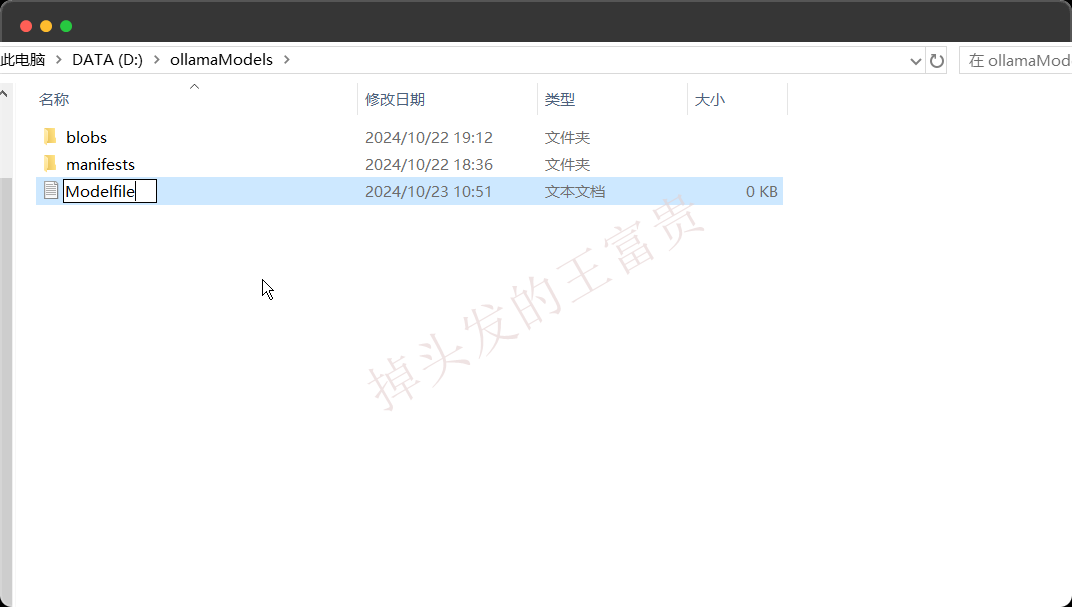 此电脑 > DATA (D:) > ollamaModels >
在 ollamaMod
名称 修改日期 类型 大小
blobs 2024/10/22 19:12 文件夹
manifests 2024/10/22 18:36 文件夹
Modelfile 2024/10/23 10:51 文本文档 0 KB
掉头发的王富贵